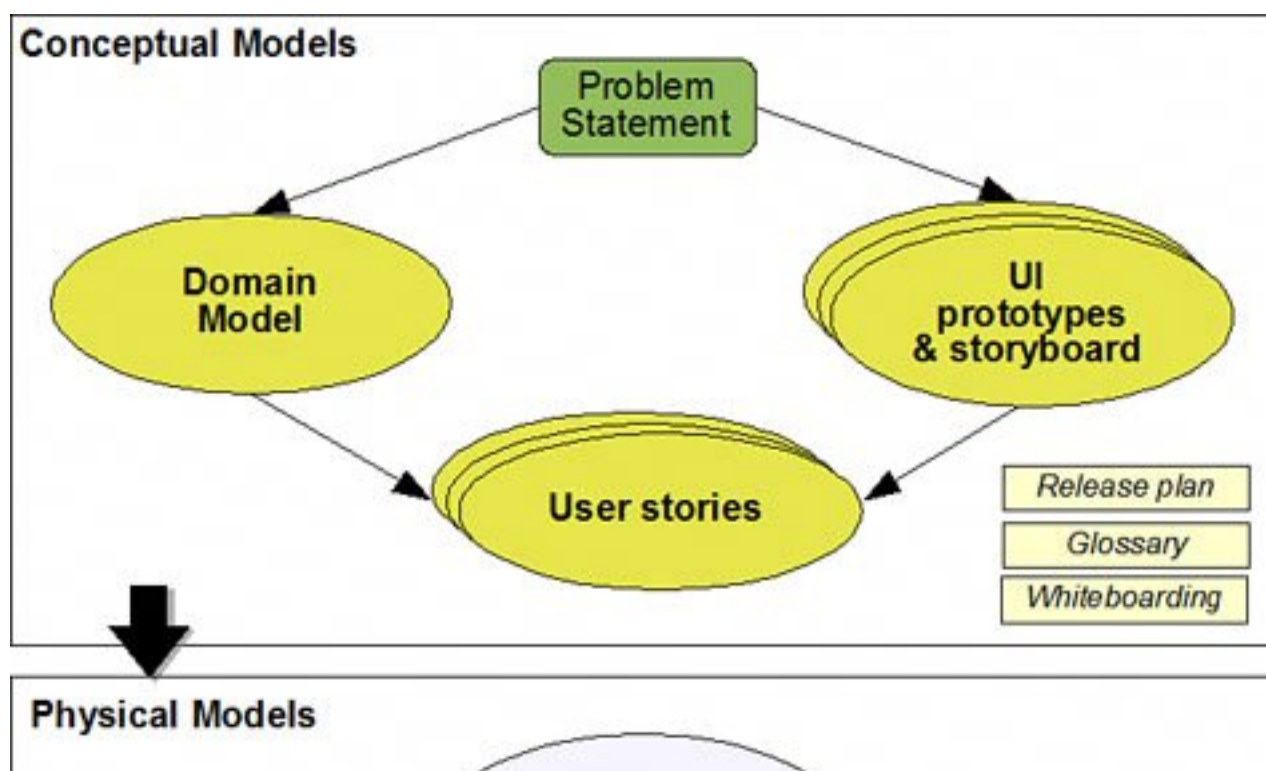 Conceptual Models
Problem
Statement
Domain
Model
UI
prototypes
& storyboard
User stories
Release plan
Glossary
Whiteboarding
Physical Models